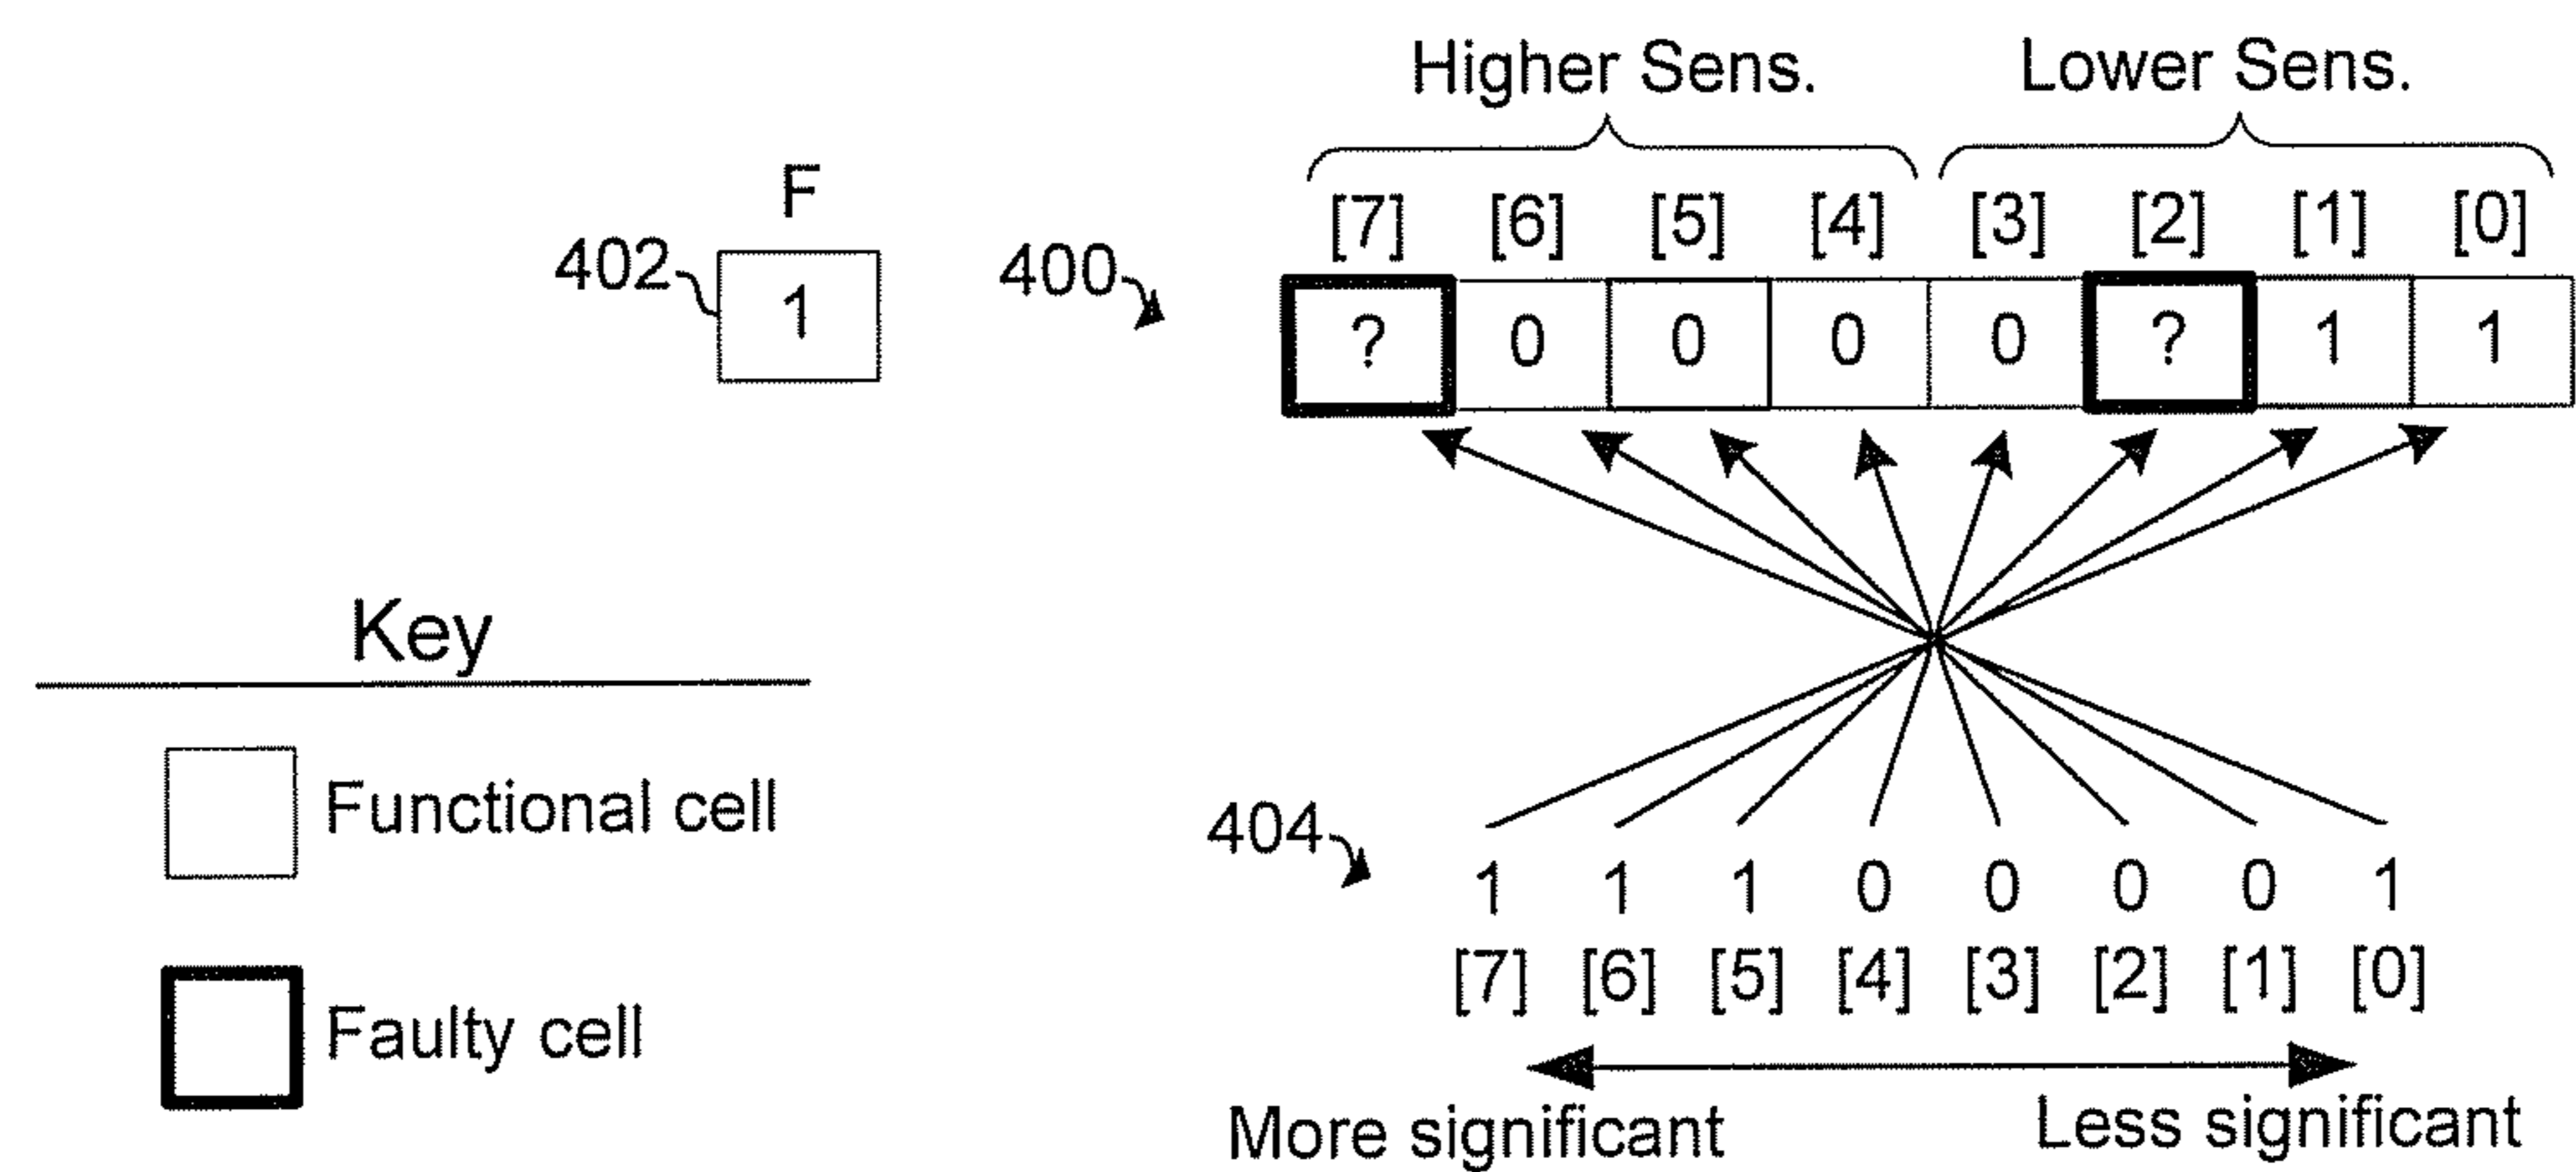 Higher Sens. Lower Sens.
F [7] [6] [5] [4] [3] [2] [1] [0]
402 1 400 ? 0 0 0 0 ? 1 1
Key
Functional cell
404 1 1 1 0 0 0 0 1
[7] [6] [5] [4] [3] [2] [1] [0]
Faulty cell
More significant Less significant